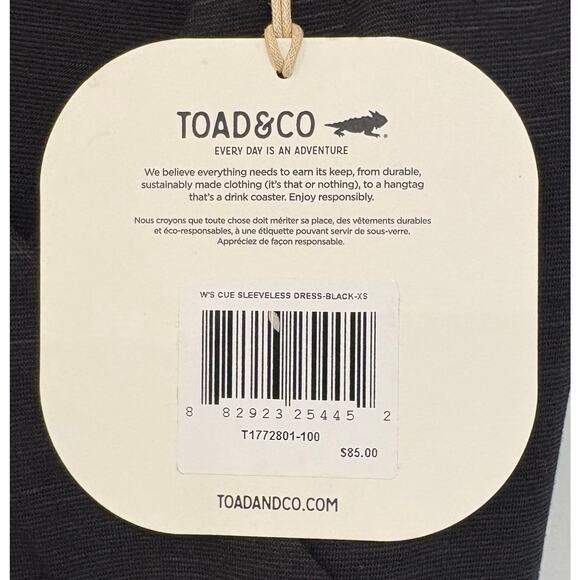 TOAD&CO
EVERY DAY IS AN ADVENTURE
We believe everything needs to earn its keep, from durable,
sustainably made clothing (it's that or nothing), to a hangtag
that's a drink coaster. Enjoy responsibly.
Nous croyons que toute chose doit mériter sa place, des vêtements durables
et éco-responsables, à une étiquette pouvant servir de sous-verre.
Appréciez de façon responsable.
W'S CUE SLEEVELESS DRESS-BLACK-XS
8 82923 25445 2
T1772801-100
$85.00
TOADANDCO.COM